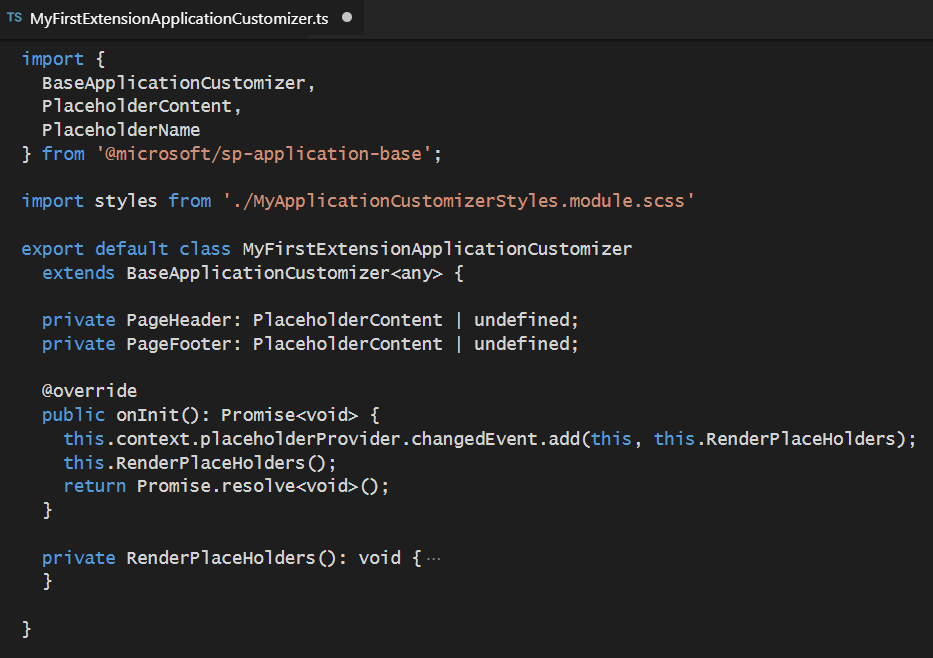 TS MyFirstExtensionApplicationCustomizer.ts
import {
  BaseApplicationCustomizer,
  PlaceholderContent,
  PlaceholderName
} from '@microsoft/sp-application-base';

import styles from './MyApplicationCustomizerStyles.module.scss'

export default class MyFirstExtensionApplicationCustomizer
  extends BaseApplicationCustomizer<any> {

  private PageHeader: PlaceholderContent | undefined;
  private PageFooter: PlaceholderContent | undefined;

  @override
  public onInit(): Promise<void> {
    this.context.placeholderProvider.changedEvent.add(this, this.RenderPlaceHolders);
    this.RenderPlaceHolders();
    return Promise.resolve<void>();
  }

  private RenderPlaceHolders(): void {···
  }

}